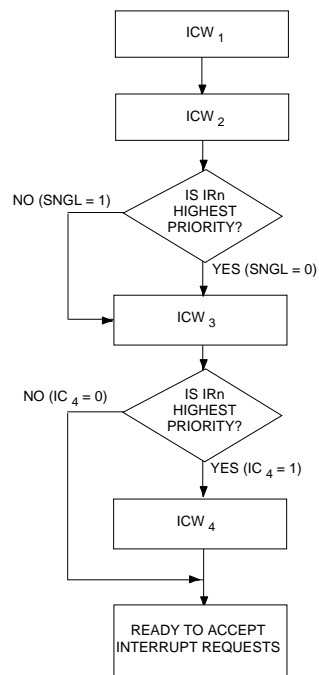 ICW 1
ICW 2
IS IRn
HIGHEST
PRIORITY?
NO (SNGL = 1)
YES (SNGL = 0)
ICW 3
IS IRn
HIGHEST
PRIORITY?
NO (IC 4 = 0)
YES (IC 4 = 1)
ICW 4
READY TO ACCEPT
INTERRUPT REQUESTS